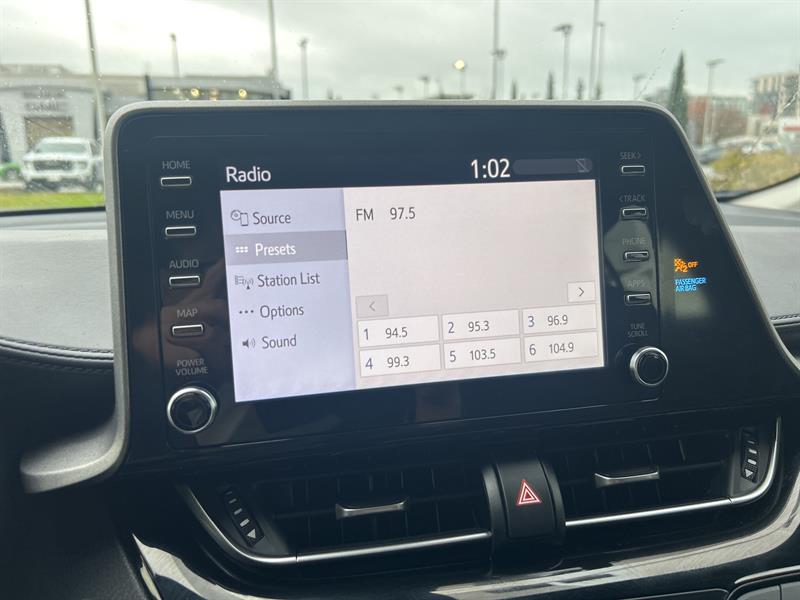 HOME
MENU
AUDIO
MAP
POWER
VOLUME
Radio
1:02
Source
Presets
Station List
Options
Sound
FM 97.5
<
>
1 94.5
2 95.3
3 96.9
4 99.3
5 103.5
6 104.9
SEEK >
< TRACK
PHONE
APPS
TUNE
SCROLL
2 OFF
PASSENGER
AIR BAG